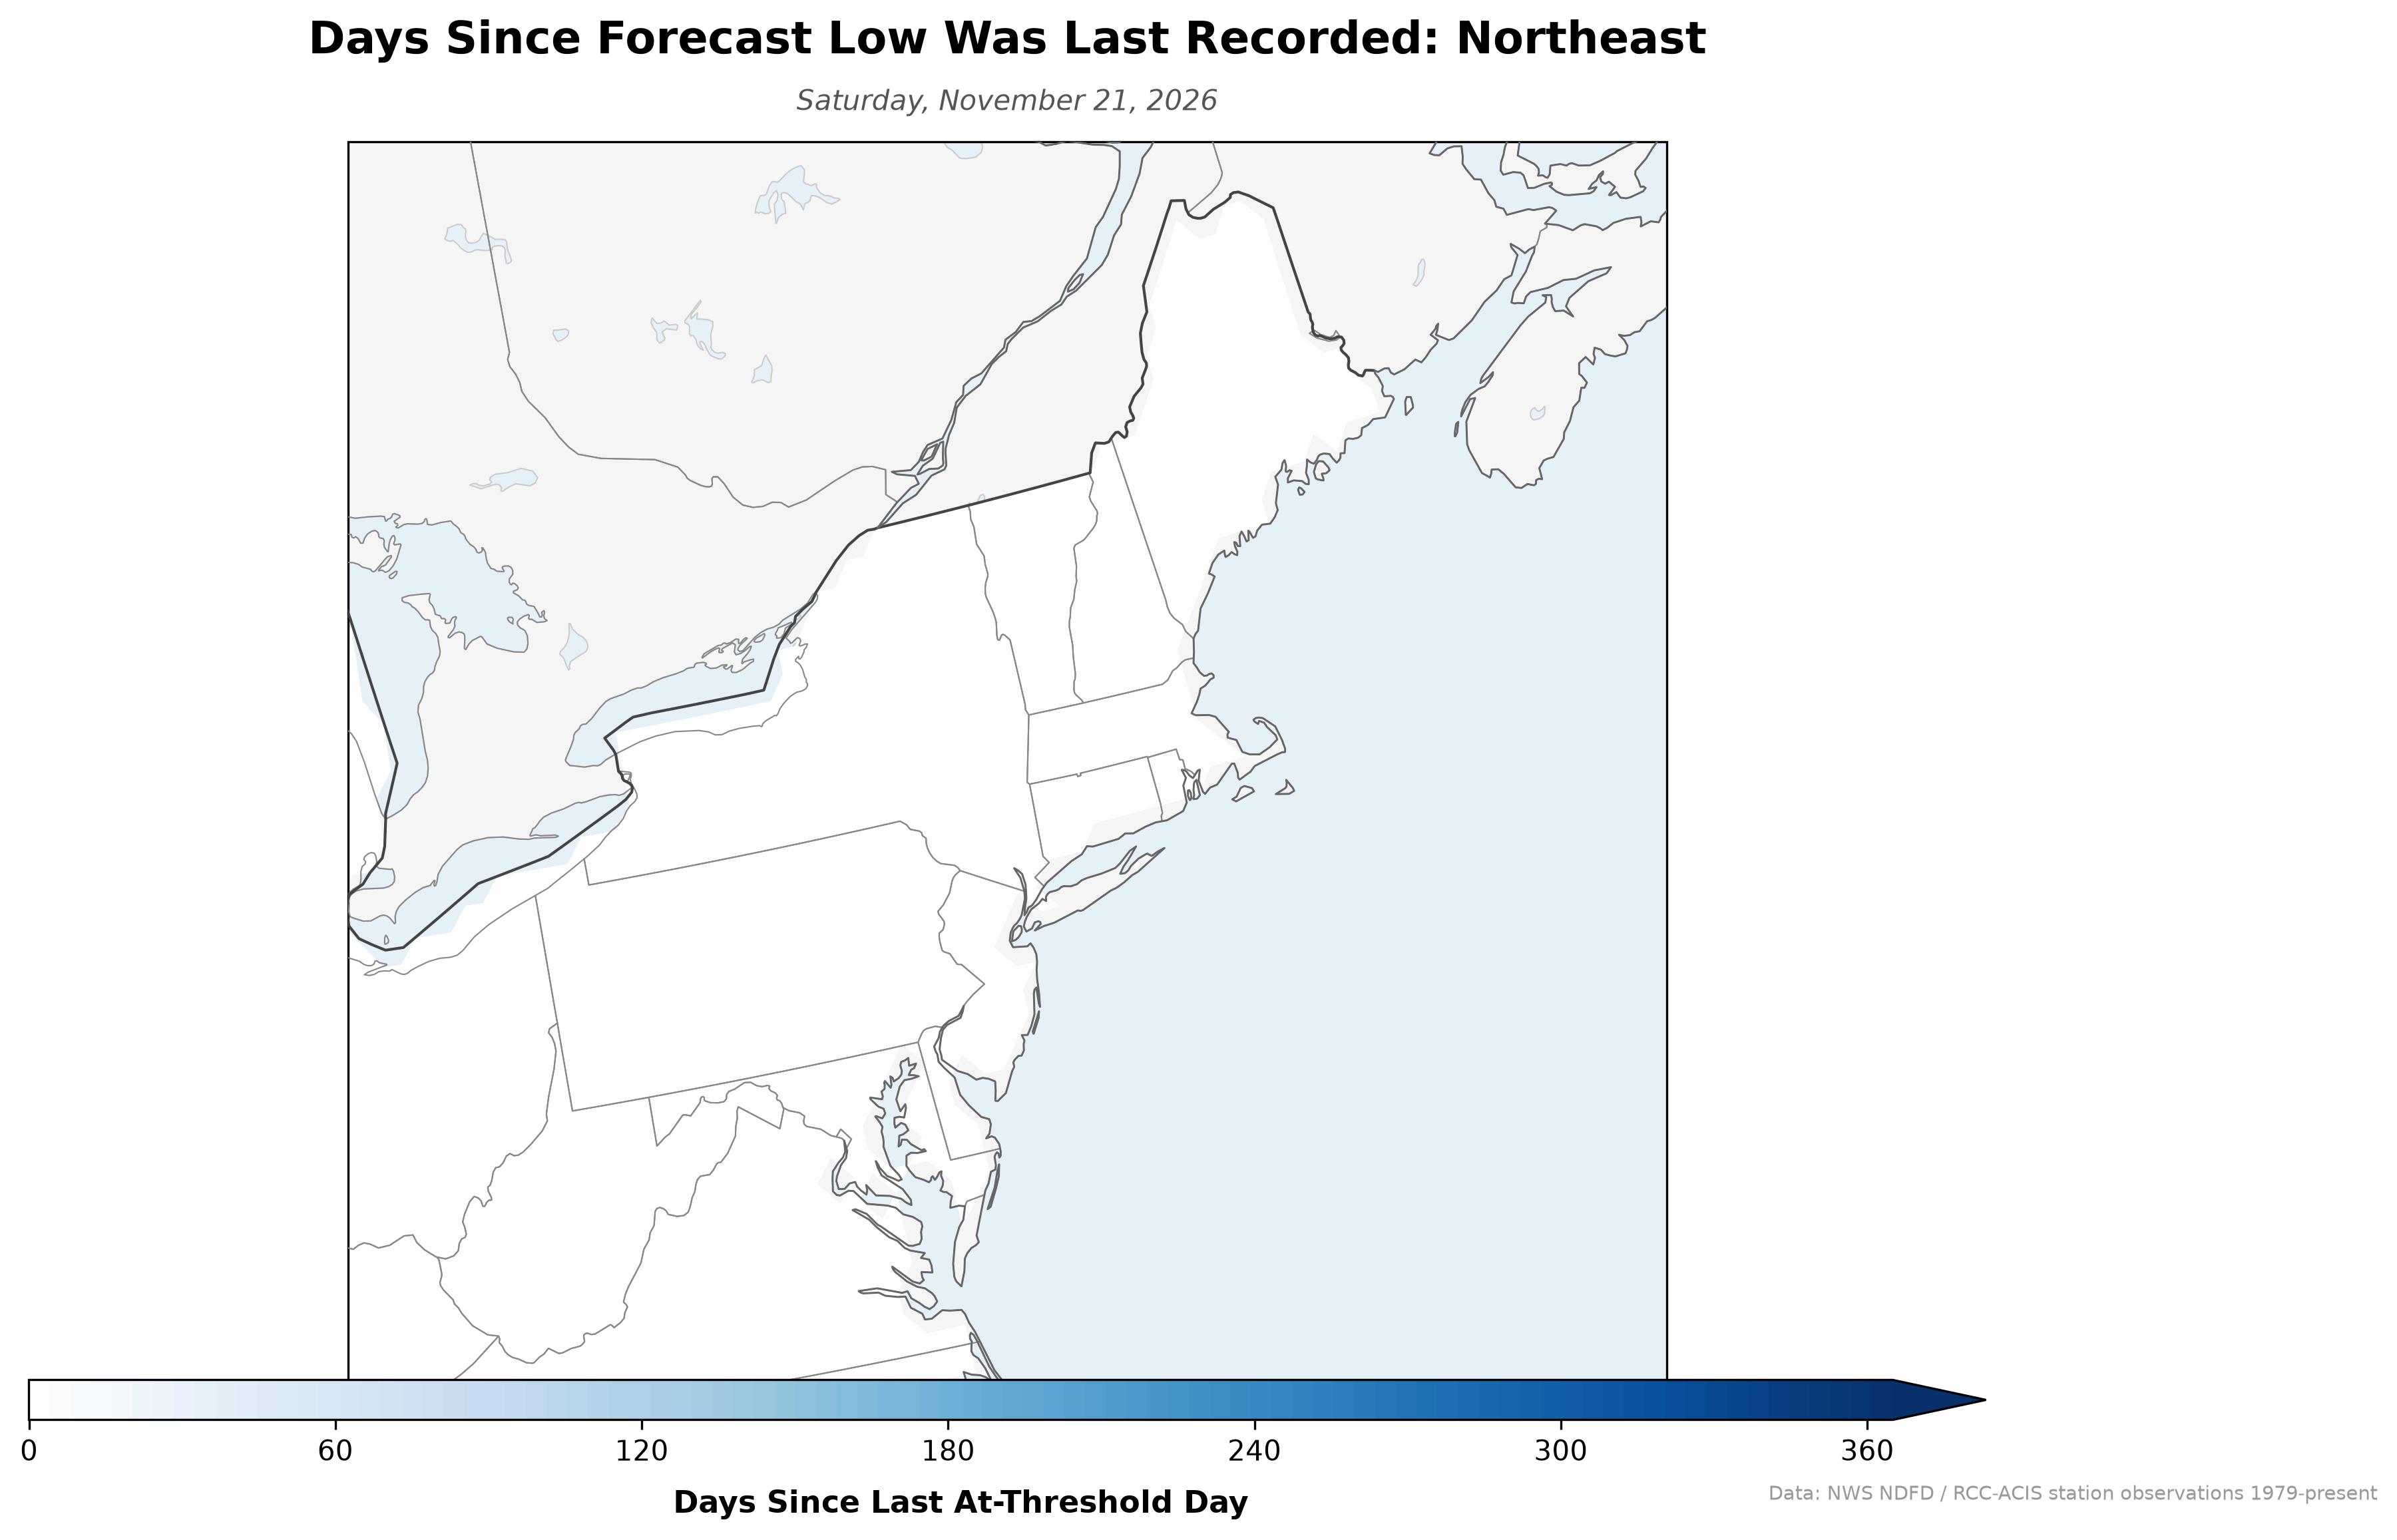 Days Since Forecast Low Was Last Recorded: Northeast
Saturday, November 21, 2026
0 60 120 180 240 300 360
Days Since Last At-Threshold Day
Data: NWS NDFD / RCC-ACIS station observations 1979-present